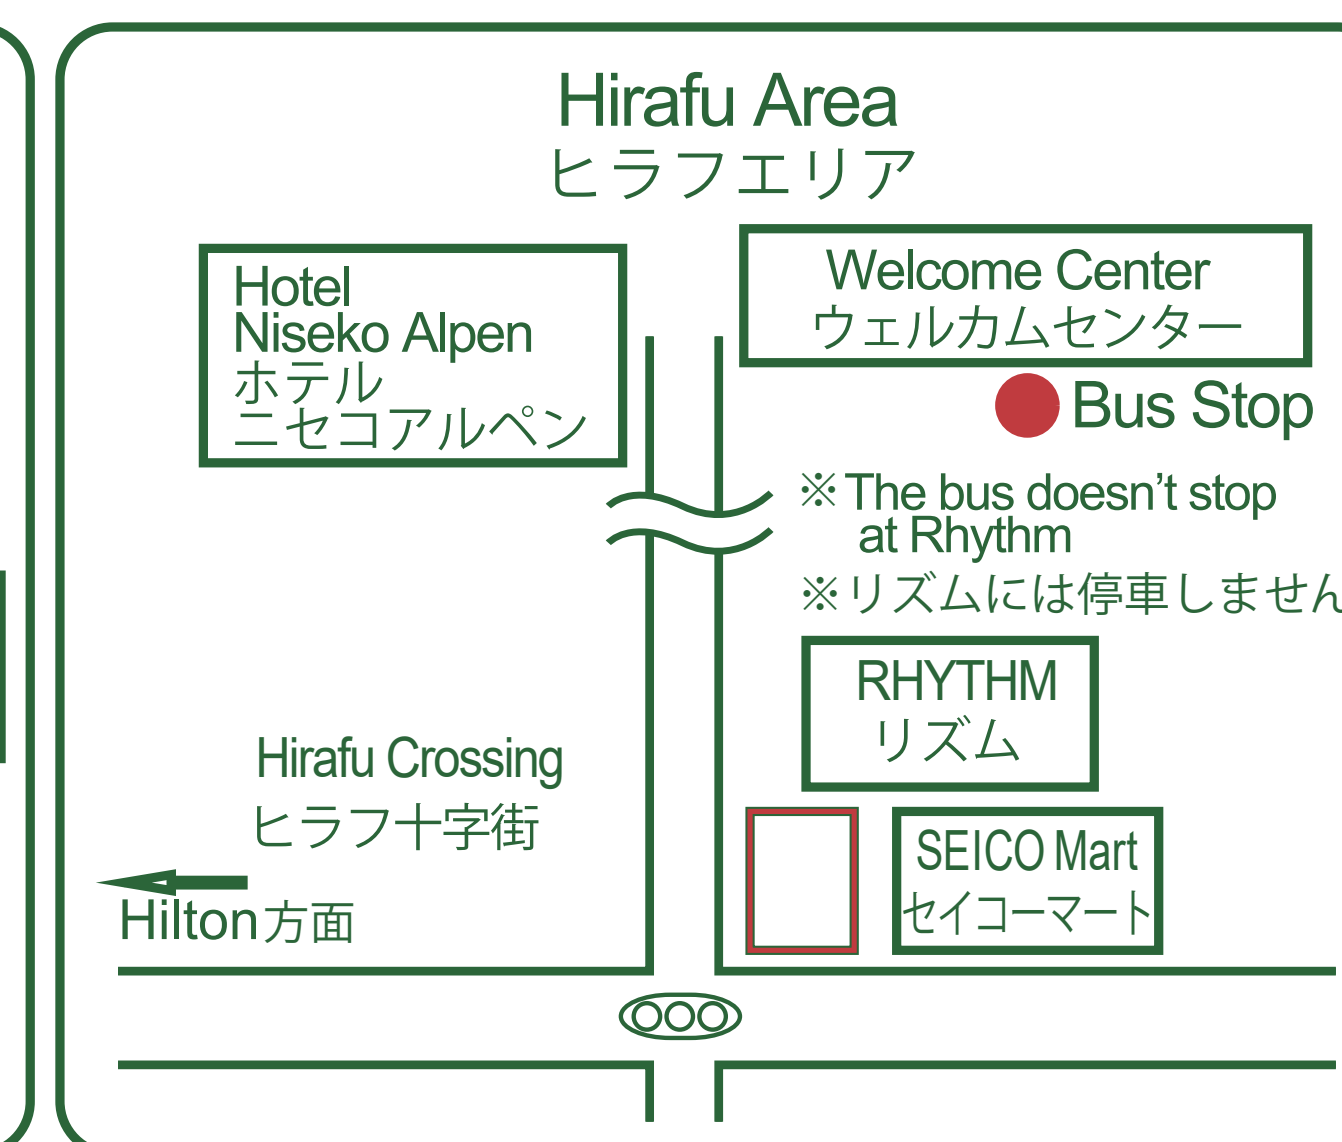 Hirafu Area
ヒラフエリア
Hotel
Niseko Alpen
ホテル
ニセコアルペン
Welcome Center
ウェルカムセンター
Bus Stop
※The bus doesn't stop
at Rhythm
※リズムには停車しません
RHYTHM
リズム
Hirafu Crossing
ヒラフ十字街
SEICO Mart
セイコーマート
Hilton方面